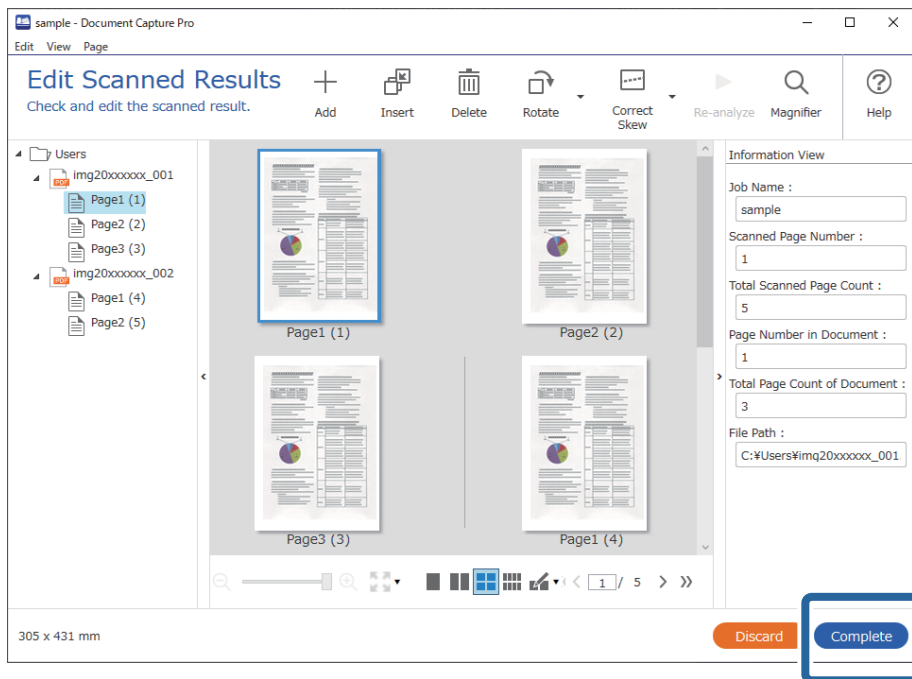 sample - Document Capture Pro
Edit View Page
Edit Scanned Results
Check and edit the scanned result.
Add
Insert
Delete
Rotate
Correct
Skew
Re-analyze
Magnifier
Help
Users
img20xxxxxx_001
PDF
Page1 (1)
Page2 (2)
Page3 (3)
img20xxxxxx_002
PDF
Page1 (4)
Page2 (5)
Page1 (1)
Page2 (2)
Page3 (3)
Page1 (4)
Information View
Job Name :
sample
Scanned Page Number :
1
Total Scanned Page Count :
5
Page Number in Document :
1
Total Page Count of Document :
3
File Path :
C:¥Users¥img20xxxxxx_001
1 / 5
305 x 431 mm
Discard
Complete